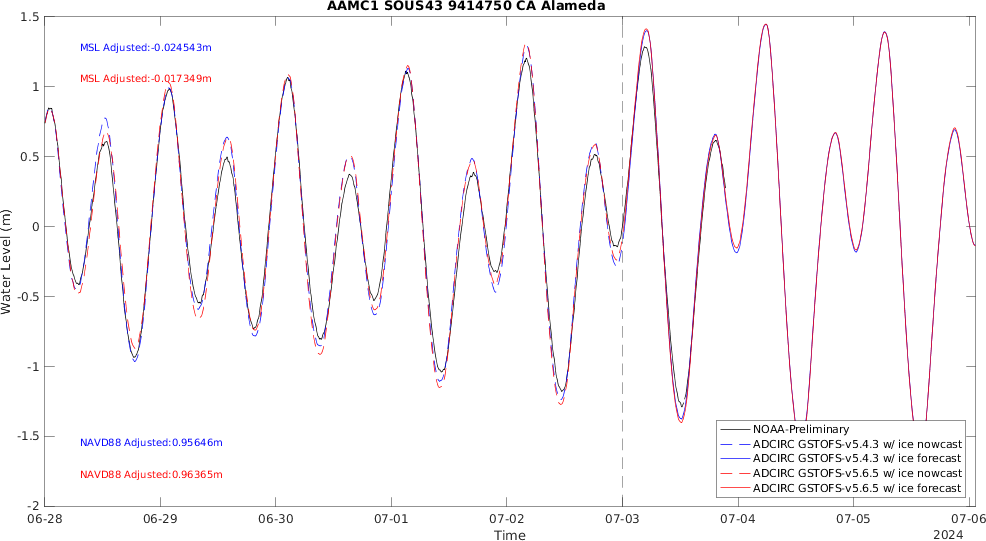 AAMC1 SOUS43 9414750 CA Alameda
1.5
1
0.5
0
-0.5
-1
-1.5
-2
Water Level (m)
MSL Adjusted:-0.024543m
MSL Adjusted:-0.017349m
NAVD88 Adjusted:0.95646m
NAVD88 Adjusted:0.96365m
NOAA-Preliminary
ADCIRC GSTOFS-v5.4.3 w/ ice nowcast
ADCIRC GSTOFS-v5.4.3 w/ ice forecast
ADCIRC GSTOFS-v5.6.5 w/ ice nowcast
ADCIRC GSTOFS-v5.6.5 w/ ice forecast
06-28 06-29 06-30 07-01 07-02 07-03 07-04 07-05 07-06
Time
2024